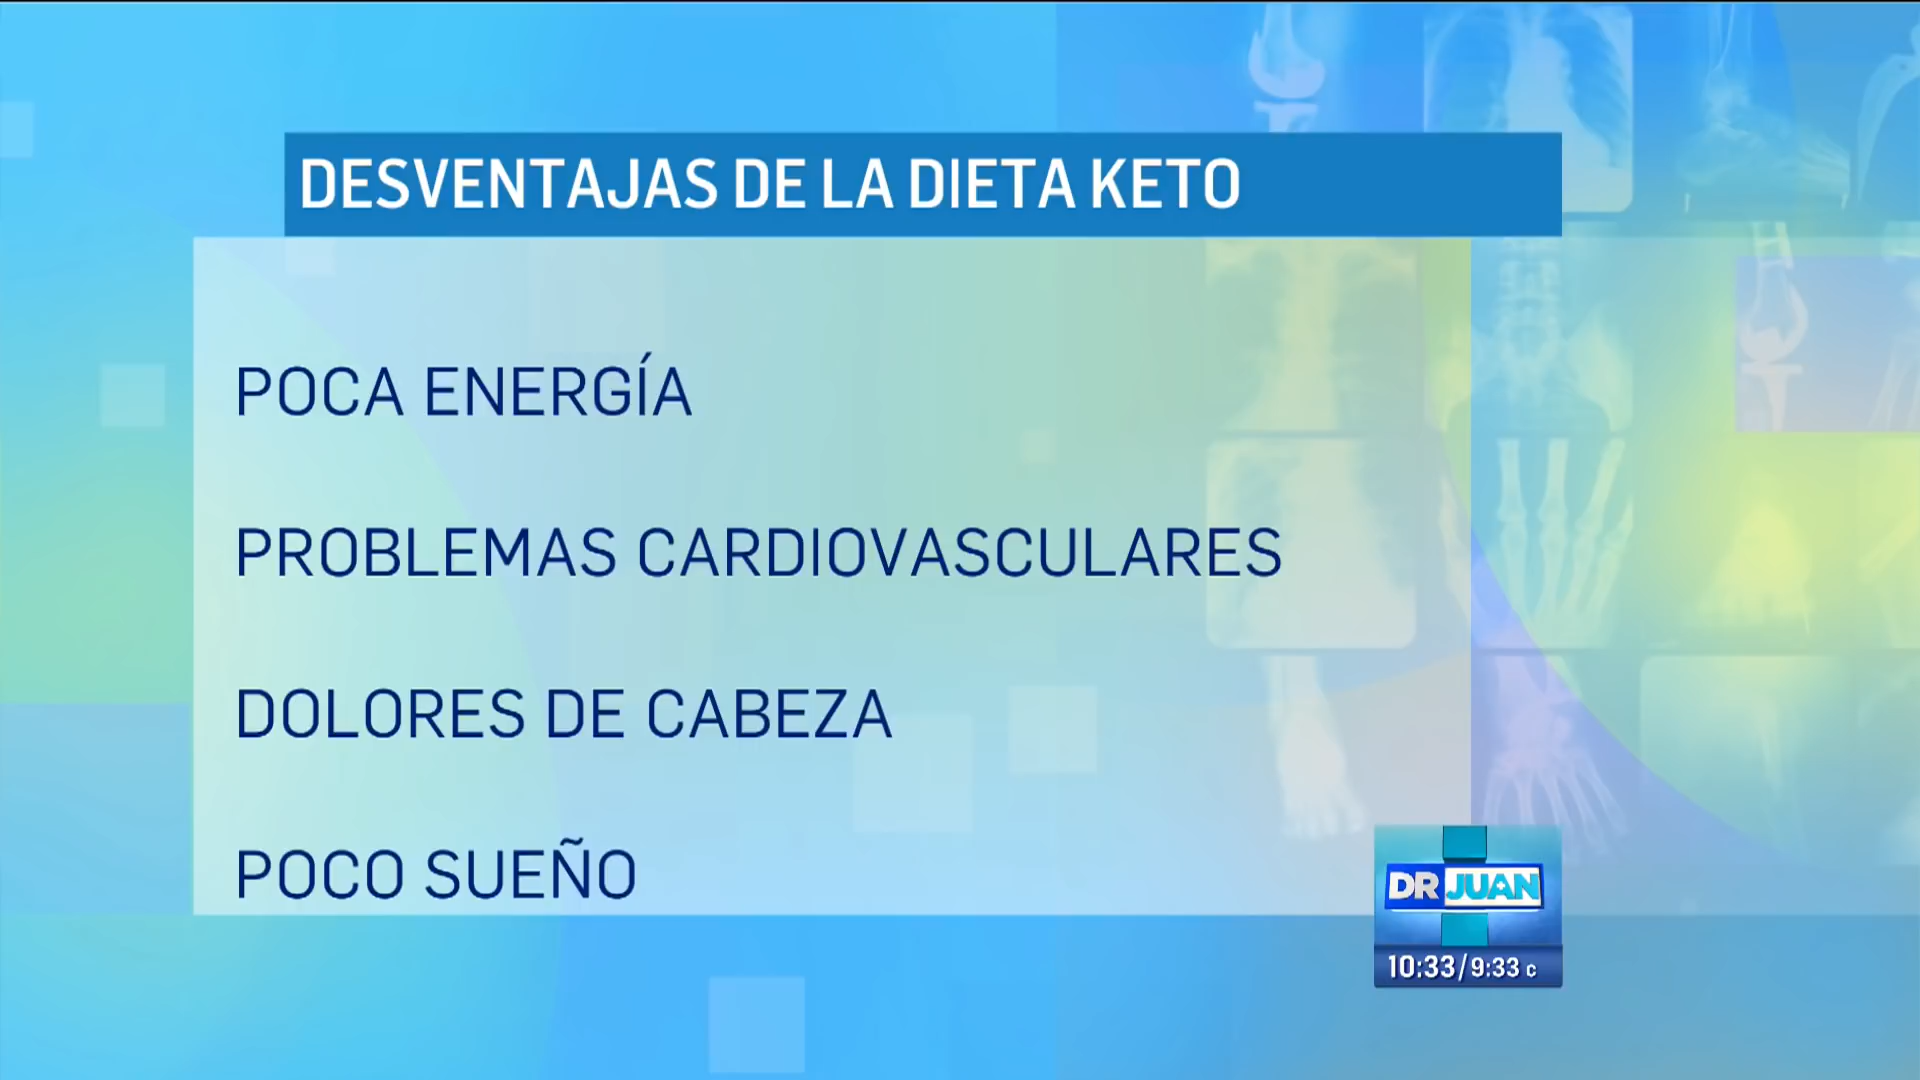 DESVENTAJAS DE LA DIETA KETO
POCA ENERGÍA
PROBLEMAS CARDIOVASCULARES
DOLORES DE CABEZA
POCO SUEÑO
DR JUAN
10:33/9:33 c